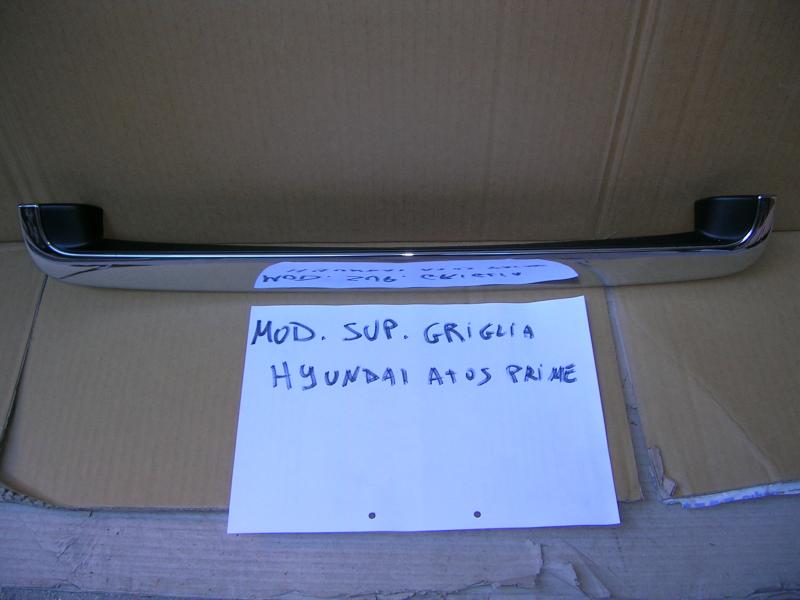 MOD. SUP. GRIGLIA
HYUNDAI ATOS PRIME